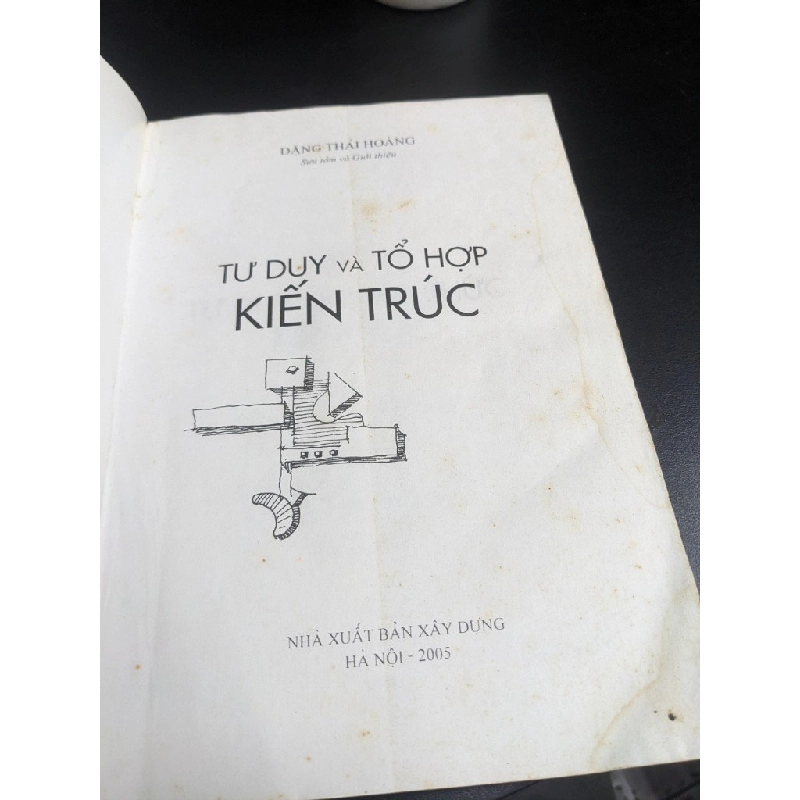 ĐẶNG THÁI HOÀNG
Sưu tầm và Giới thiệu
TƯ DUY VÀ TỔ HỢP
KIẾN TRÚC
NHÀ XUẤT BẢN XÂY DỰNG
HÀ NỘI - 2005